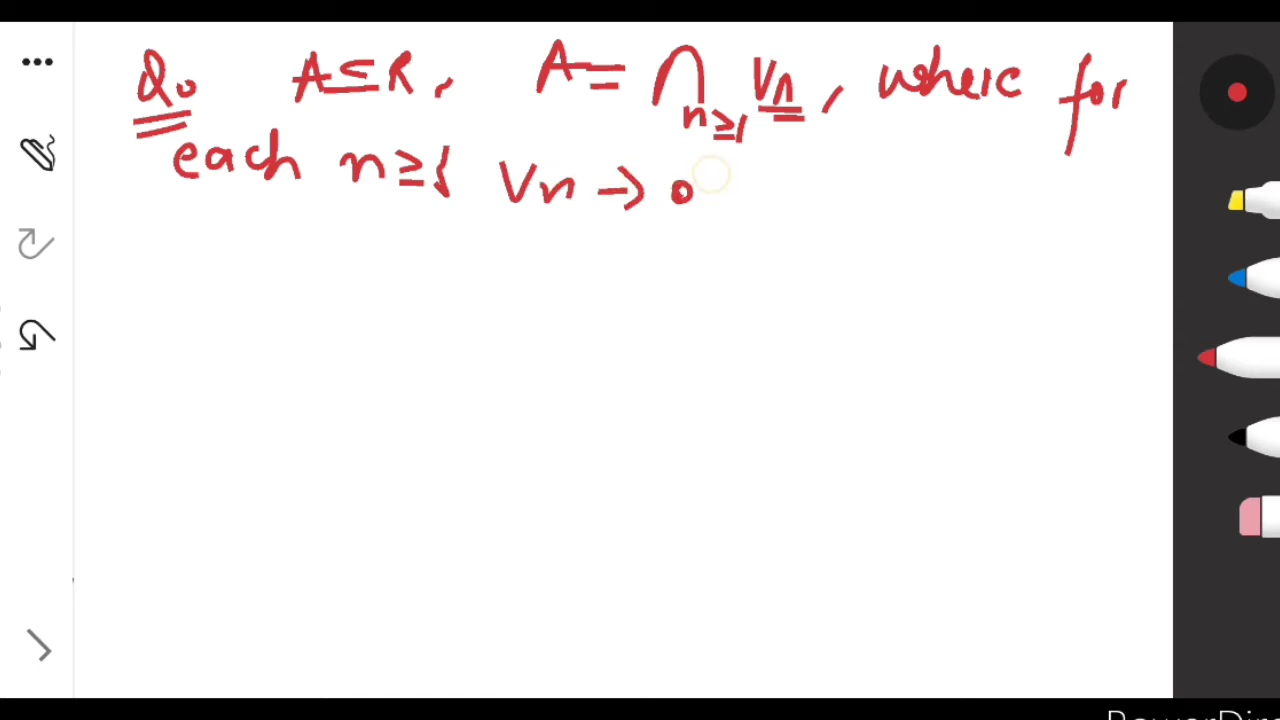 Q. A ⊆ R, A = ⋂ n≥1 Vn, where for
each n ≥ 1 Vn → o